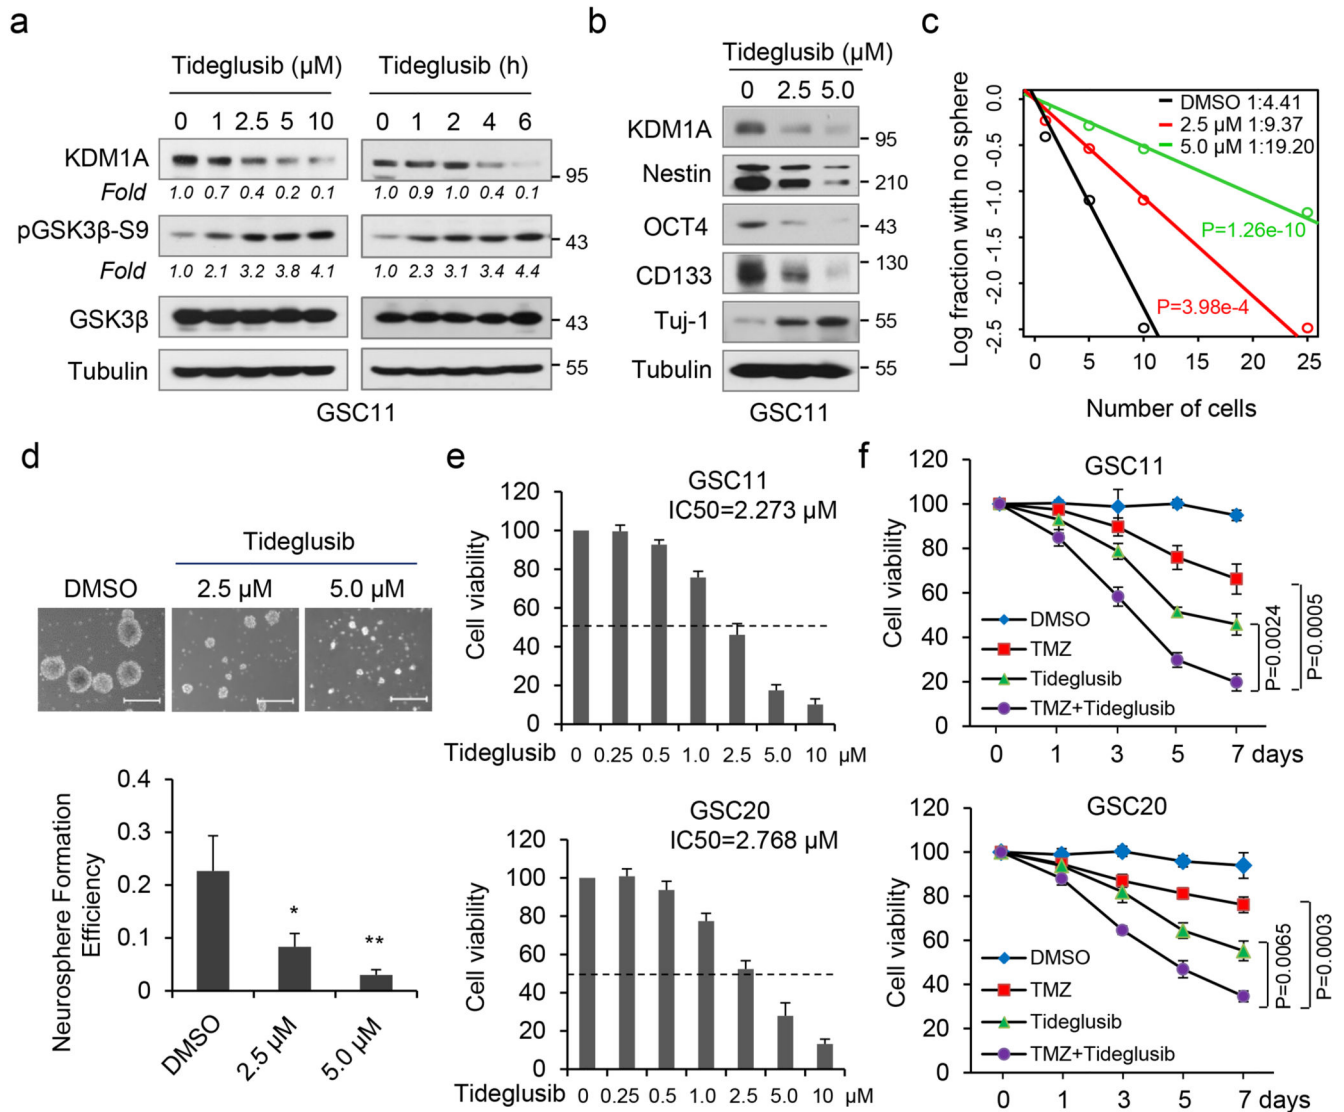 a
Tideglusib (µM)
Tideglusib (h)
0 1 2.5 5 10
0 1 2 4 6
KDM1A
95
Fold 1.0 0.7 0.4 0.2 0.1
1.0 0.9 1.0 0.4 0.1
pGSK3β-S9
43
Fold 1.0 2.1 3.2 3.8 4.1
1.0 2.3 3.1 3.4 4.4
GSK3β
43
Tubulin
55
GSC11
b
Tideglusib (µM)
0 2.5 5.0
KDM1A
95
Nestin
210
OCT4
43
CD133
130
Tuj-1
55
Tubulin
55
GSC11
c
Log fraction with no sphere
0.0
-0.5
-1.0
-1.5
-2.0
-2.5
DMSO 1:4.41
2.5 µM 1:9.37
5.0 µM 1:19.20
P=1.26e-10
P=3.98e-4
0 5 10 15 20 25
Number of cells
d
Tideglusib
DMSO
2.5 µM
5.0 µM
Neurosphere Formation
Efficiency
0.4
0.3
0.2
0.1
0
*
**
DMSO
2.5 µM
5.0 µM
e
GSC11
IC50=2.273 µM
Cell viability
120
100
80
60
40
20
0
Tideglusib 0 0.25 0.5 1.0 2.5 5.0 10 µM
GSC20
IC50=2.768 µM
Cell viability
120
100
80
60
40
20
0
Tideglusib 0 0.25 0.5 1.0 2.5 5.0 10 µM
f
GSC11
Cell viability
120
100
80
60
40
20
0
DMSO
TMZ
Tideglusib
TMZ+Tideglusib
P=0.0024
P=0.0005
0 1 3 5 7 days
GSC20
Cell viability
120
100
80
60
40
20
0
DMSO
TMZ
Tideglusib
TMZ+Tideglusib
P=0.0065
P=0.0003
0 1 3 5 7 days